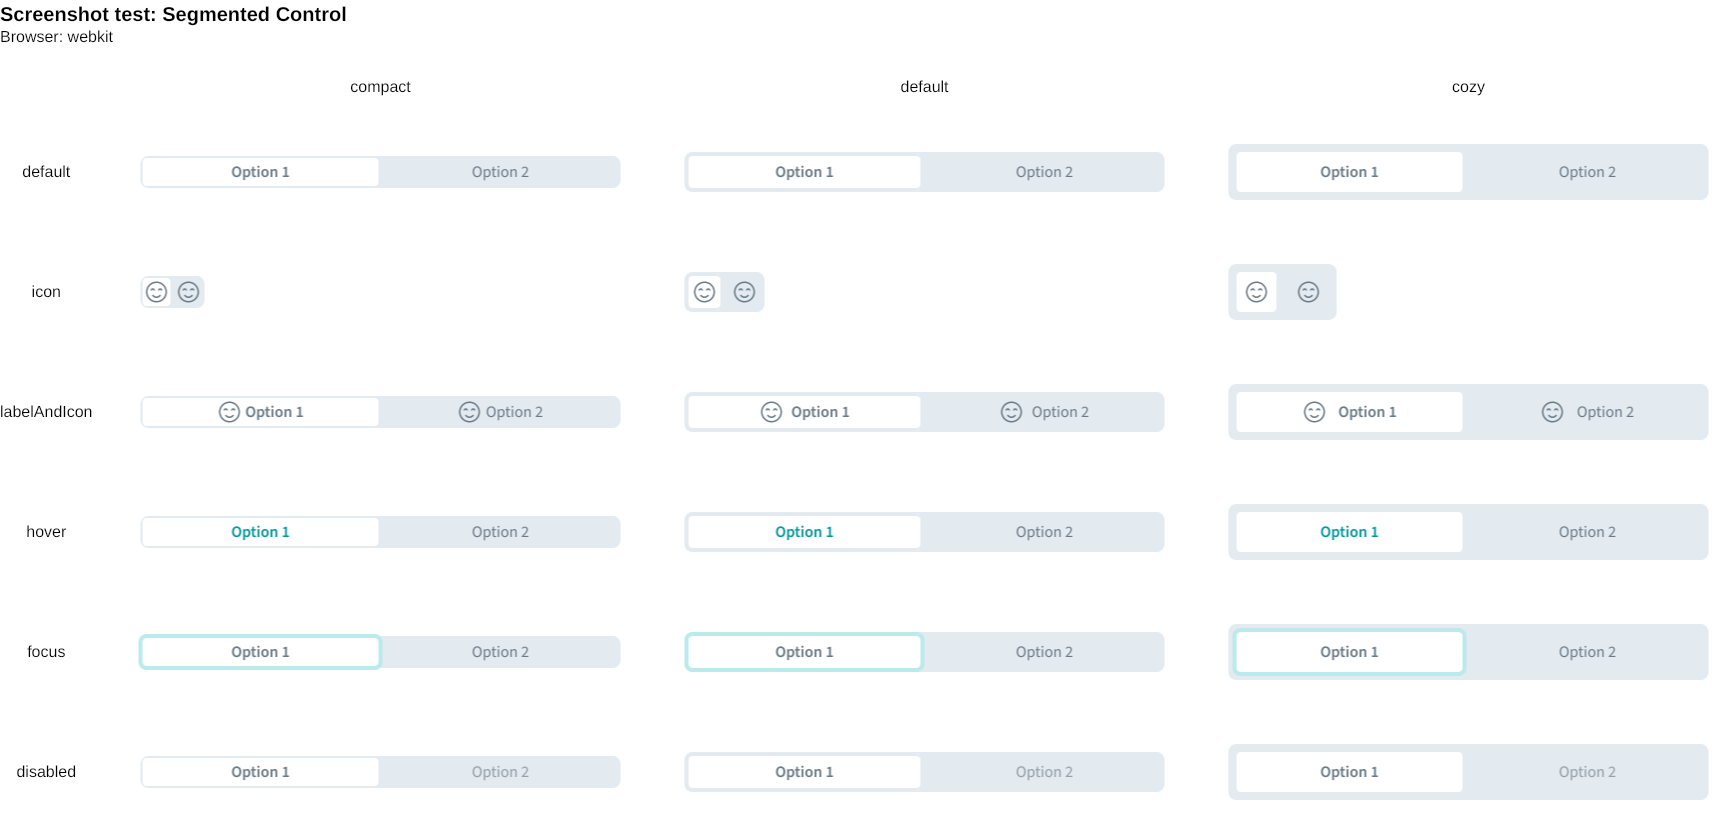 Screenshot test: Segmented Control
Browser: webkit
compact default cozy
default Option 1 Option 2 Option 1 Option 2 Option 1 Option 2
icon
labelAndIcon Option 1 Option 2 Option 1 Option 2 Option 1 Option 2
hover Option 1 Option 2 Option 1 Option 2 Option 1 Option 2
focus Option 1 Option 2 Option 1 Option 2 Option 1 Option 2
disabled Option 1 Option 2 Option 1 Option 2 Option 1 Option 2